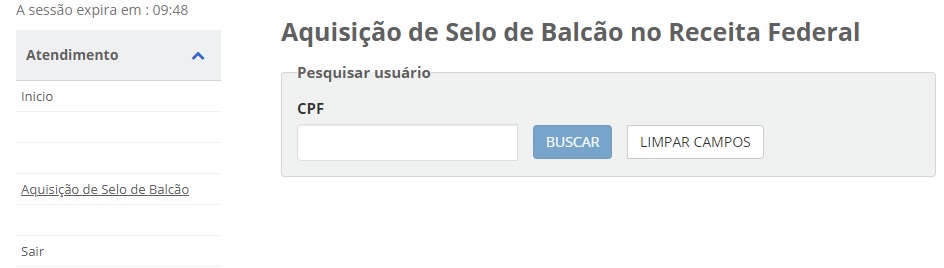 A sessão expira em : 09:48
Atendimento
Inicio
Aquisição de Selo de Balcão
Sair
Aquisição de Selo de Balcão no Receita Federal
Pesquisar usuário
CPF
BUSCAR
LIMPAR CAMPOS